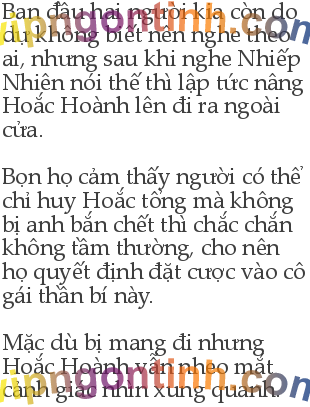 Ban đầu hai người kia còn do
dự không biết nên nghe theo
ai, nhưng sau khi nghe Nhiếp
Nhiên nói thế thì lập tức nâng
Hoắc Hoành lên đi ra ngoài
cửa.
Bọn họ cảm thấy người có thể
chỉ huy Hoắc tổng mà không
bị anh bắn chết thì chắc chắn
không tầm thường, cho nên
họ quyết định đặt cược vào cô
gái thần bí này.
Mặc dù bị mang đi nhưng
Hoắc Hoành vẫn nheo mắt
cảnh giác nhìn xung quanh.
vipngontinh.com
vipngontinh.com